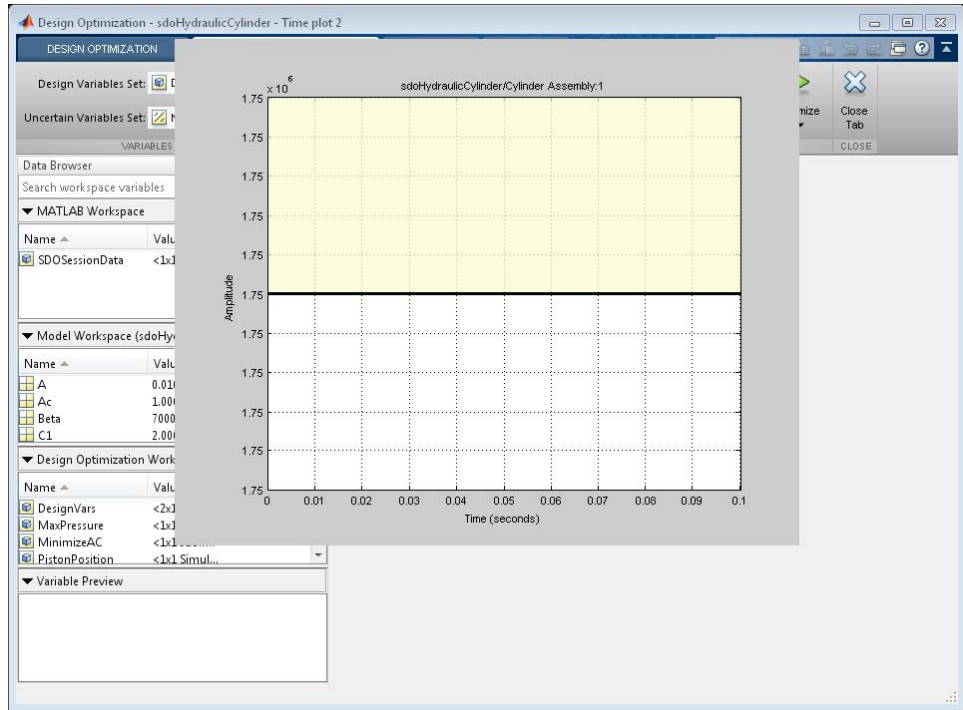 Design Optimization - sdoHydraulicCylinder - Time plot 2
DESIGN OPTIMIZATION
Design Variables Set:
Uncertain Variables Set:
Close
Tab
VARIABLES
CLOSE
Data Browser
Search workspace variables
MATLAB Workspace
Name
SDOSessionData
Model Workspace
Name
A
Ac
Beta 7000
C1
Design Optimization
Name
DesignVars
MaxPressure
MinimizeAC
PistonPosition <1x1 Simul...
Variable Preview
sdoHydraulicCylinder/Cylinder Assembly:1
x 10^6
1.75
1.75
1.75
1.75
1.75
1.75
1.75
1.75
1.75
1.75
1.75
Amplitude
0 0.01 0.02 0.03 0.04 0.05 0.06 0.07 0.08 0.09 0.1
Time (seconds)